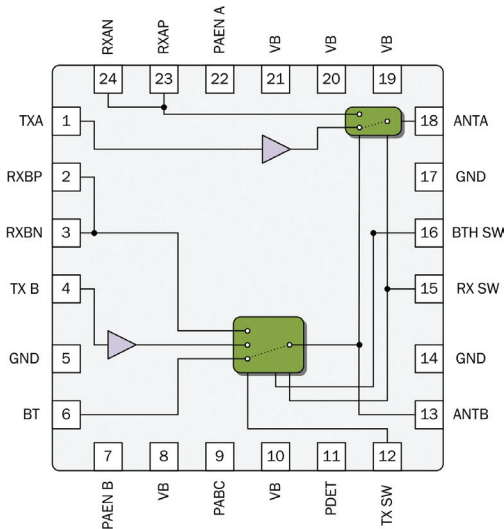 RXAN
RXAP
PAEN A
VB
VB
VB
24
23
22
21
20
19
TXA
1
18
ANTA
RXBP
2
17
GND
RXBN
3
16
BTH SW
TX B
4
15
RX SW
GND
5
14
GND
BT
6
13
ANTB
7
8
9
10
11
12
PAEN B
VB
PABC
VB
PDET
TX SW